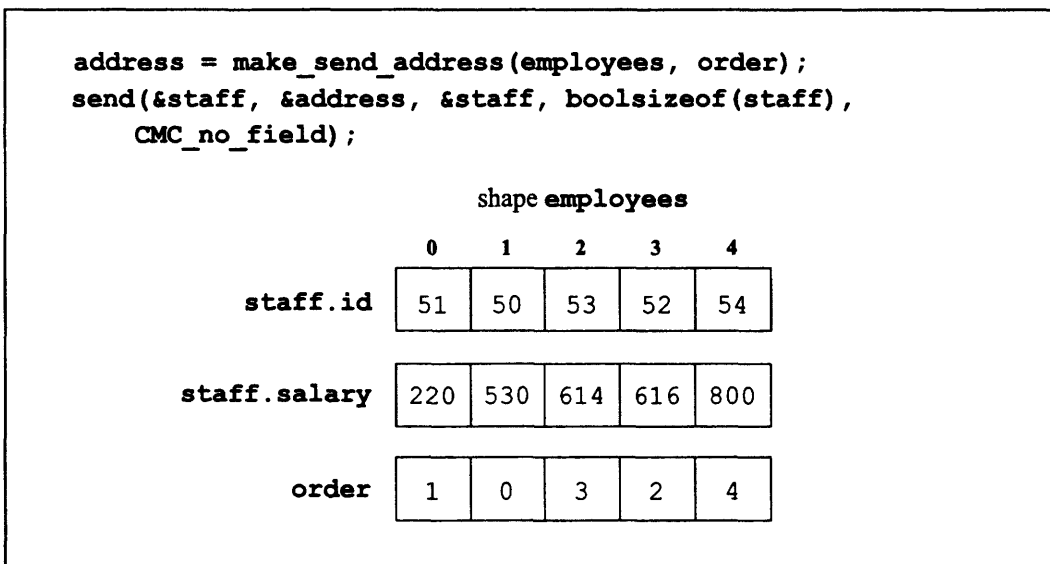 address = make_send_address(employees, order);
send(&staff, &address, &staff, boolsizeof(staff),
CMC_no_field);
shape employees
0 1 2 3 4
staff.id 51 50 53 52 54
staff.salary 220 530 614 616 800
order 1 0 3 2 4